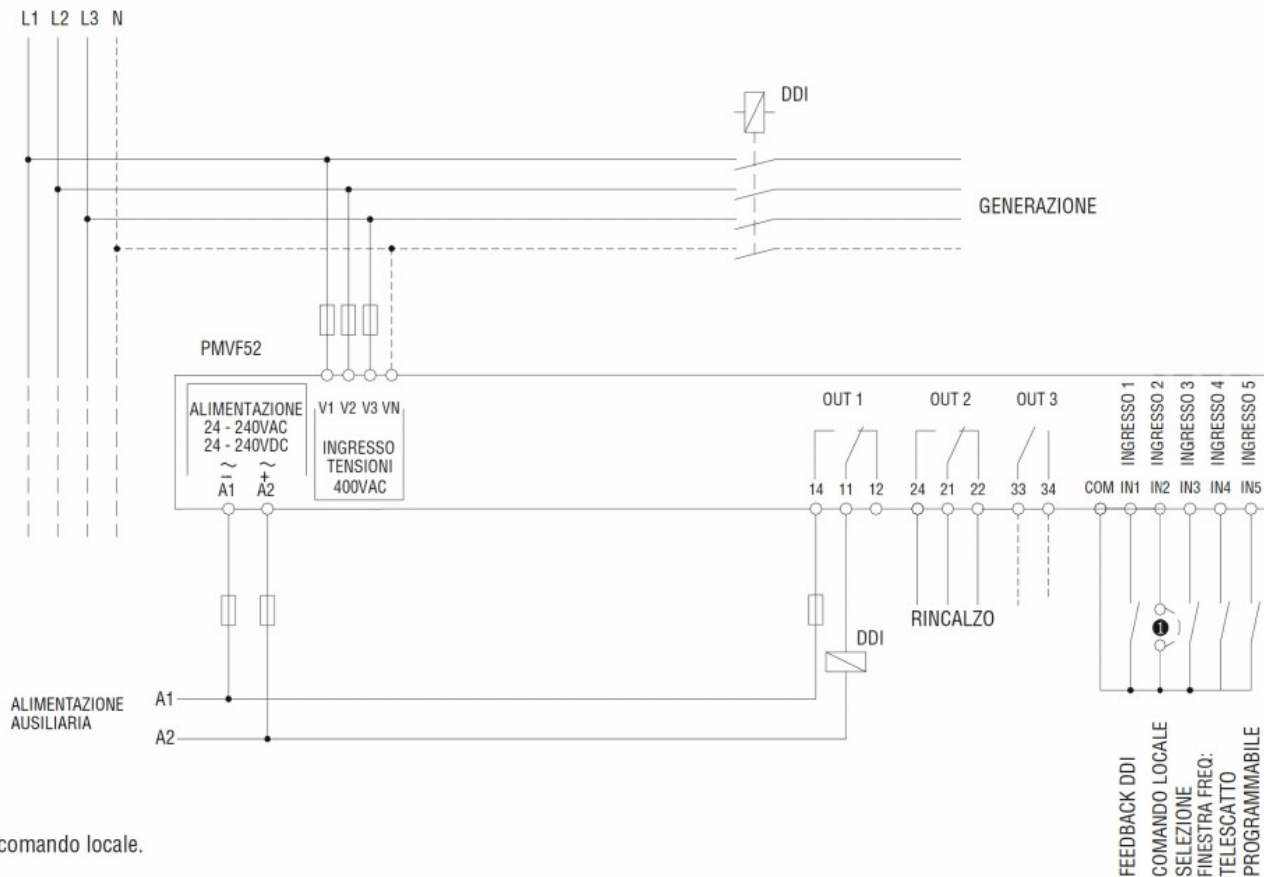 L1 L2 L3 N
DDI
GENERAZIONE
PMVF52
ALIMENTAZIONE
24 - 240VAC
24 - 240VDC
~ ~
- +
A1 A2
V1 V2 V3 VN
INGRESSO
TENSIONI
400VAC
OUT 1
OUT 2
OUT 3
INGRESSO 1
INGRESSO 2
INGRESSO 3
INGRESSO 4
INGRESSO 5
14 11 12 24 21 22 33 34 COM IN1 IN2 IN3 IN4 IN5
RINCALZO
1
DDI
ALIMENTAZIONE
AUSILIARIA
A1
A2
FEEDBACK DDI
COMANDO LOCALE
SELEZIONE
FINESTRA FREQ:
TELESCATTO
PROGRAMMABILE
comando locale.